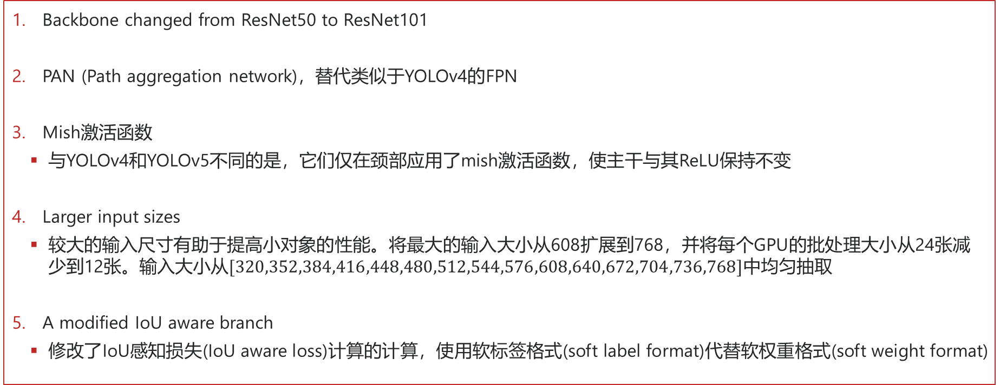 1. Backbone changed from ResNet50 to ResNet101
2. PAN (Path aggregation network)，替代类似于YOLOv4的FPN
3. Mish激活函数
▪ 与YOLOv4和YOLOv5不同的是，它们仅在颈部应用了mish激活函数，使主干与其ReLU保持不变
4. Larger input sizes
▪ 较大的输入尺寸有助于提高小对象的性能。将最大的输入大小从608扩展到768，并将每个GPU的批处理大小从24张减
少到12张。输入大小从[320,352,384,416,448,480,512,544,576,608,640,672,704,736,768]中均匀抽取
5. A modified IoU aware branch
▪ 修改了IoU感知损失(IoU aware loss)计算的计算，使用软标签格式(soft label format)代替软权重格式(soft weight format)